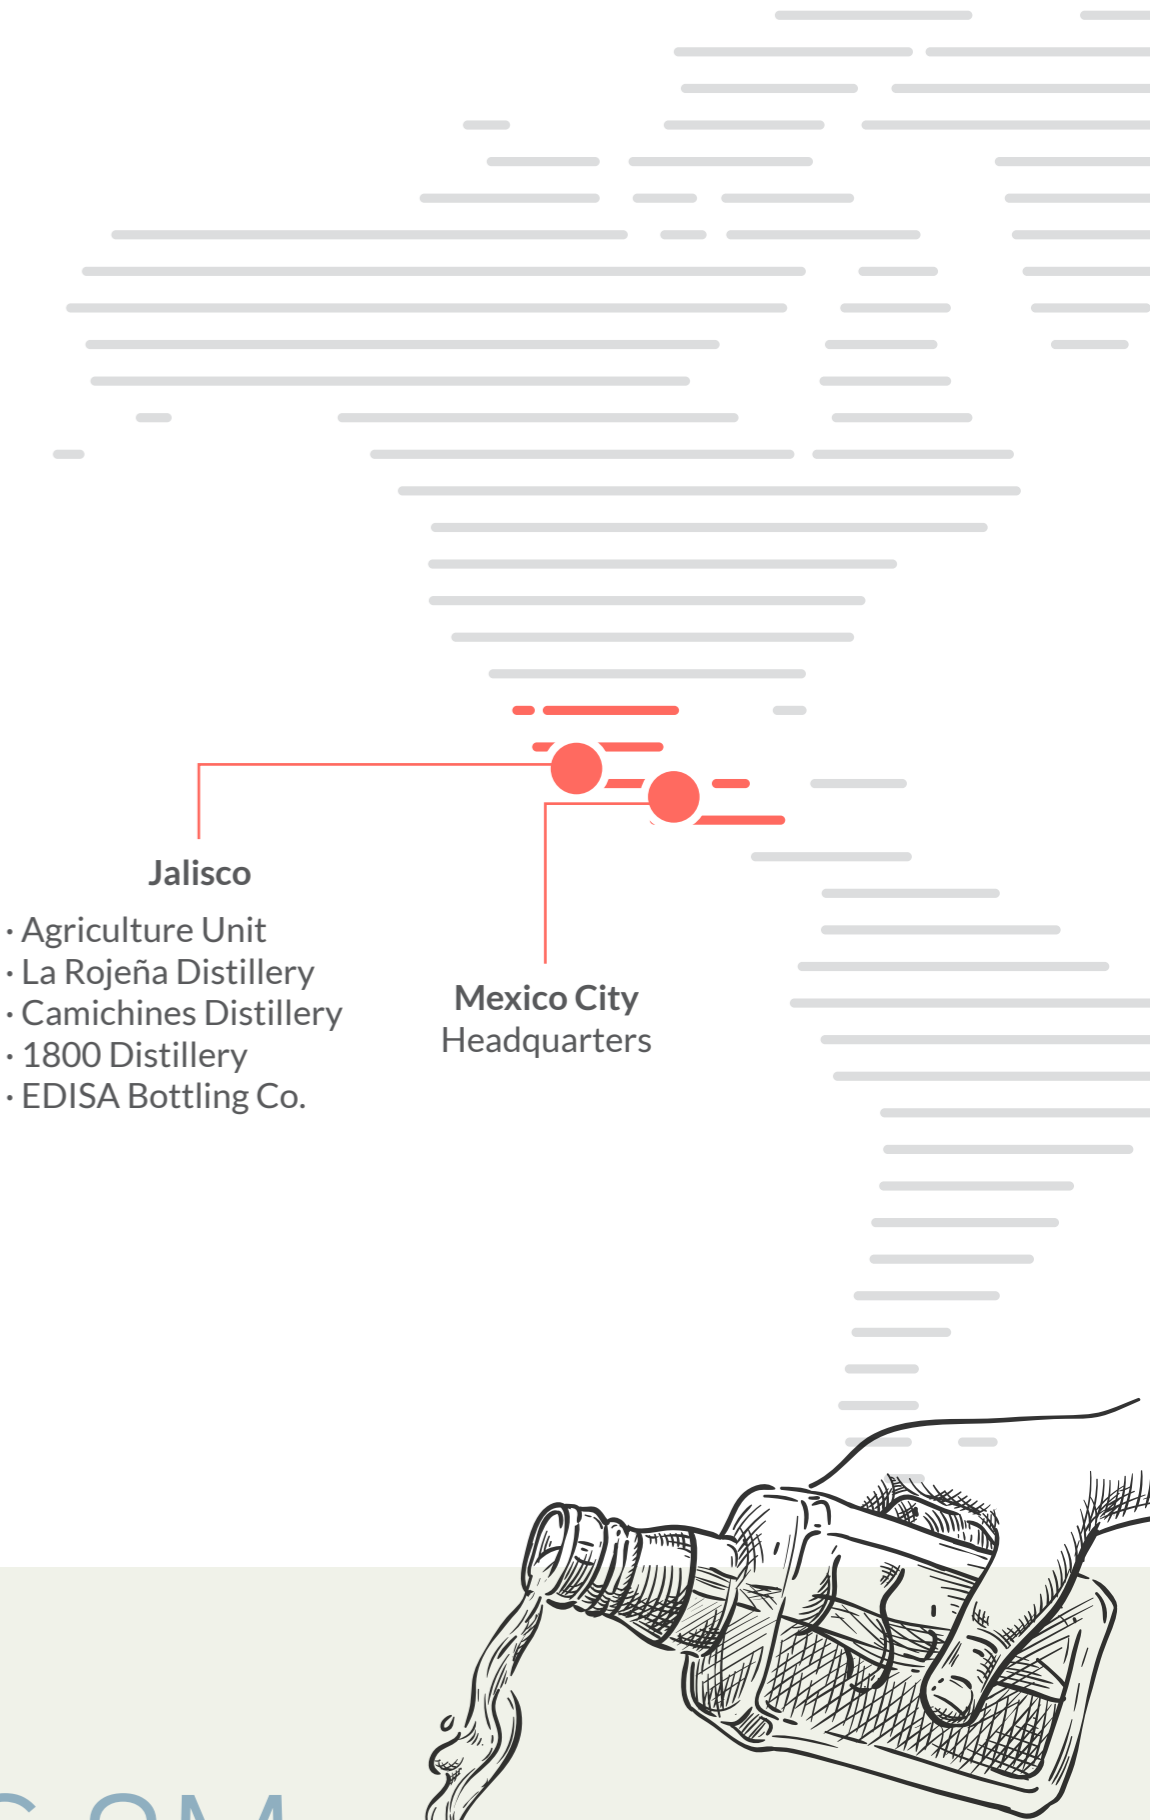 Jalisco
· Agriculture Unit
· La Rojeña Distillery
· Camichines Distillery
· 1800 Distillery
· EDISA Bottling Co.
Mexico City
Headquarters